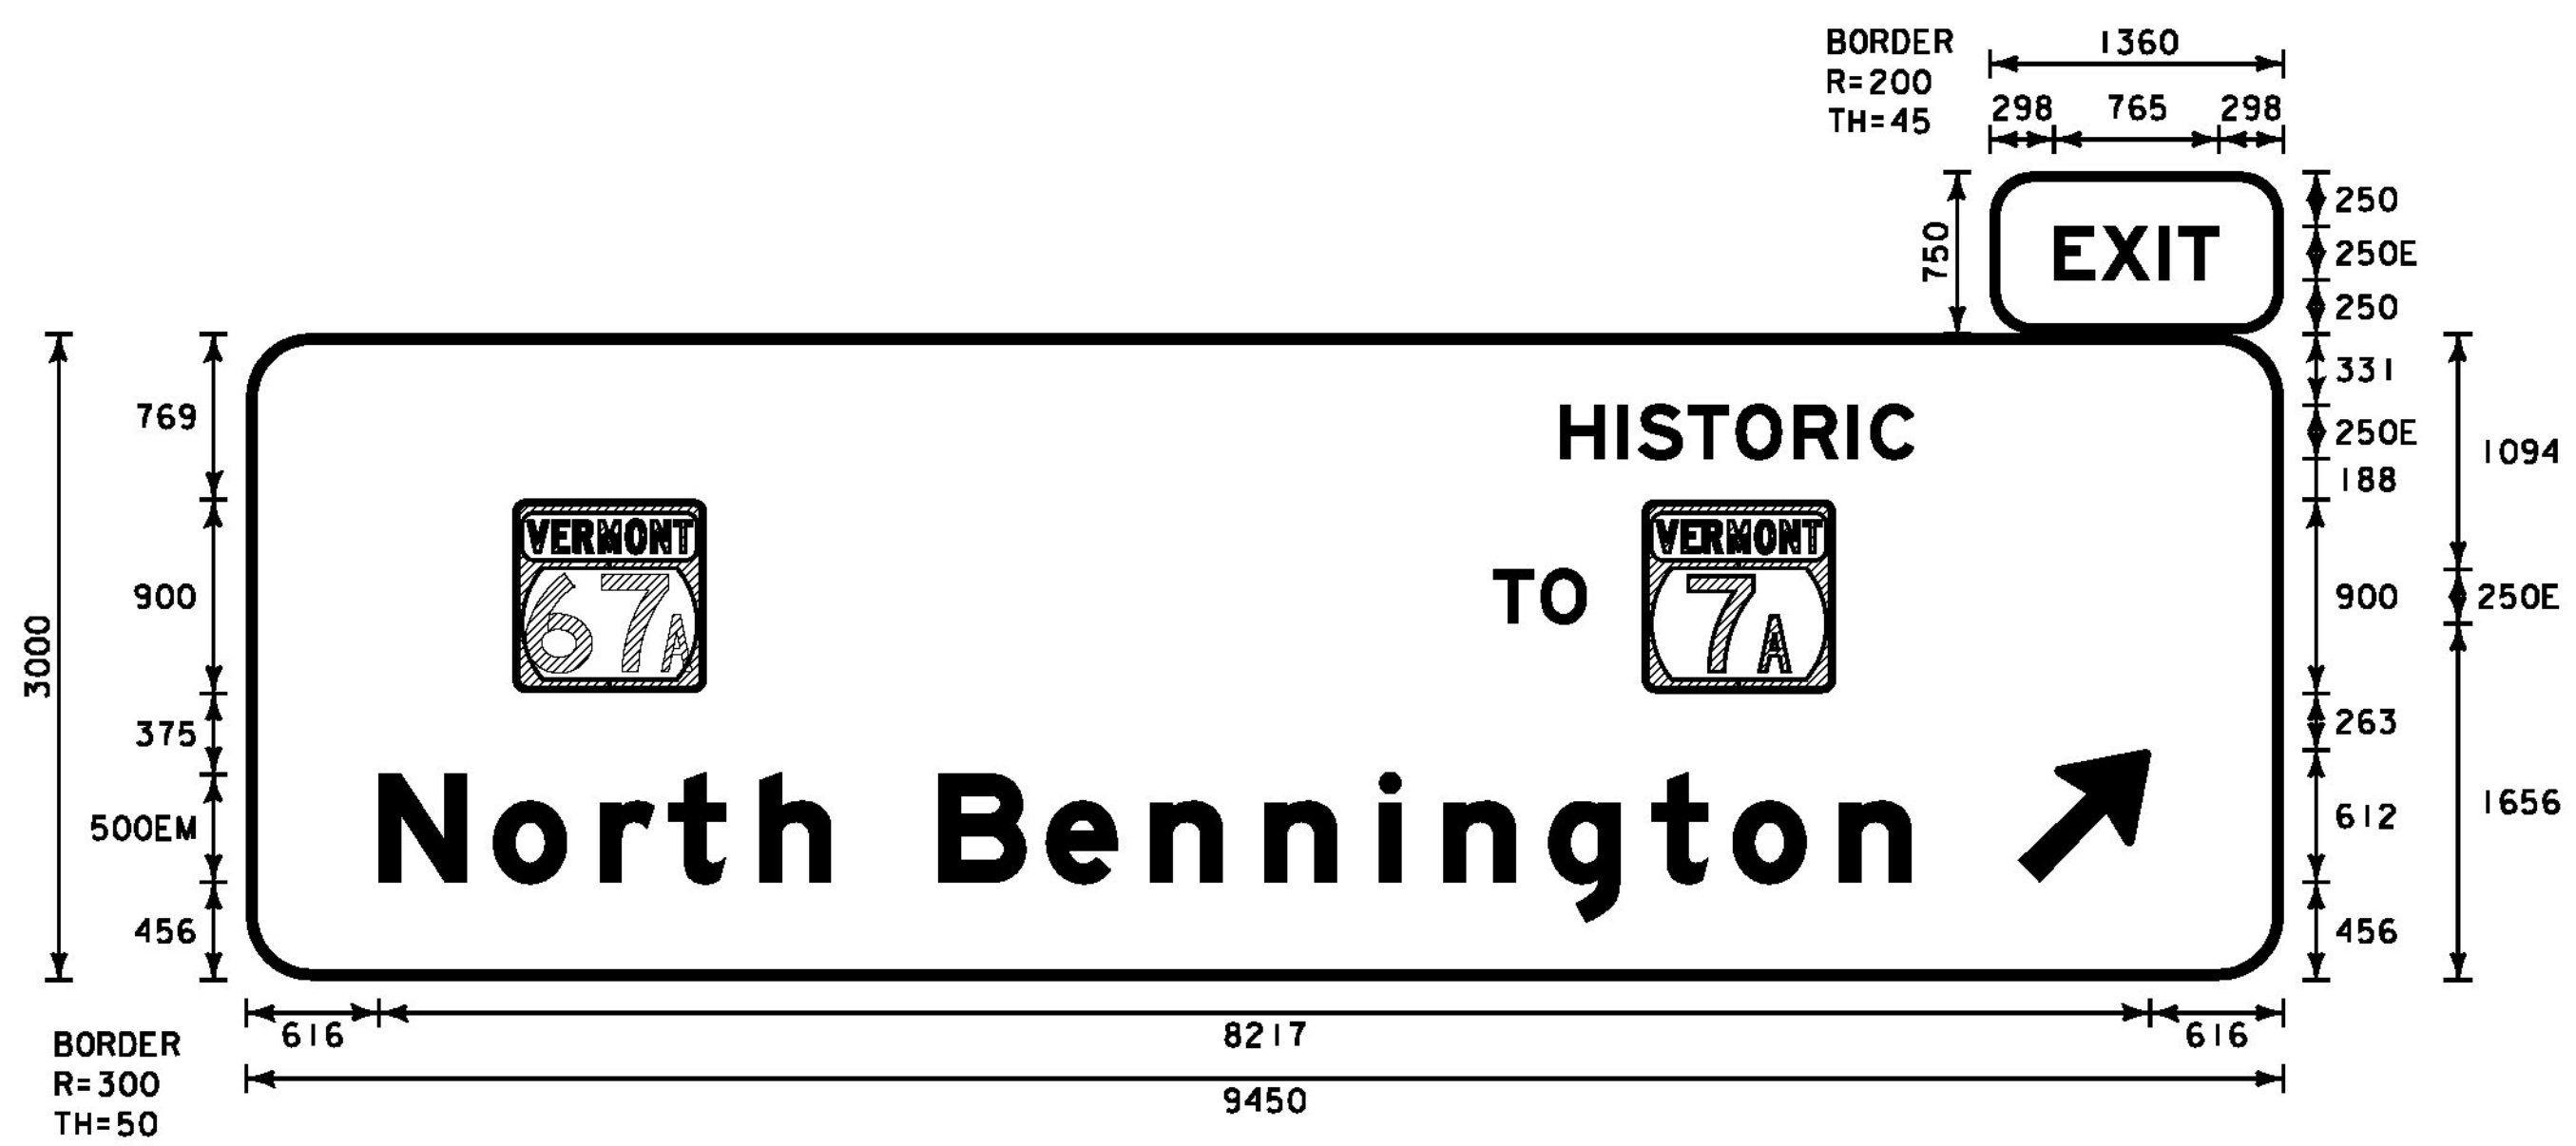 BORDER
R=200
TH=45
1360
298 765 298
750
EXIT
250
250E
250
3000
769
900
375
500EM
456
HISTORIC
VERMONT
67A
TO
VERMONT
7A
North Bennington
331
250E
188
900
263
612
456
1094
250E
1656
616 8217 616
9450
BORDER
R=300
TH=50